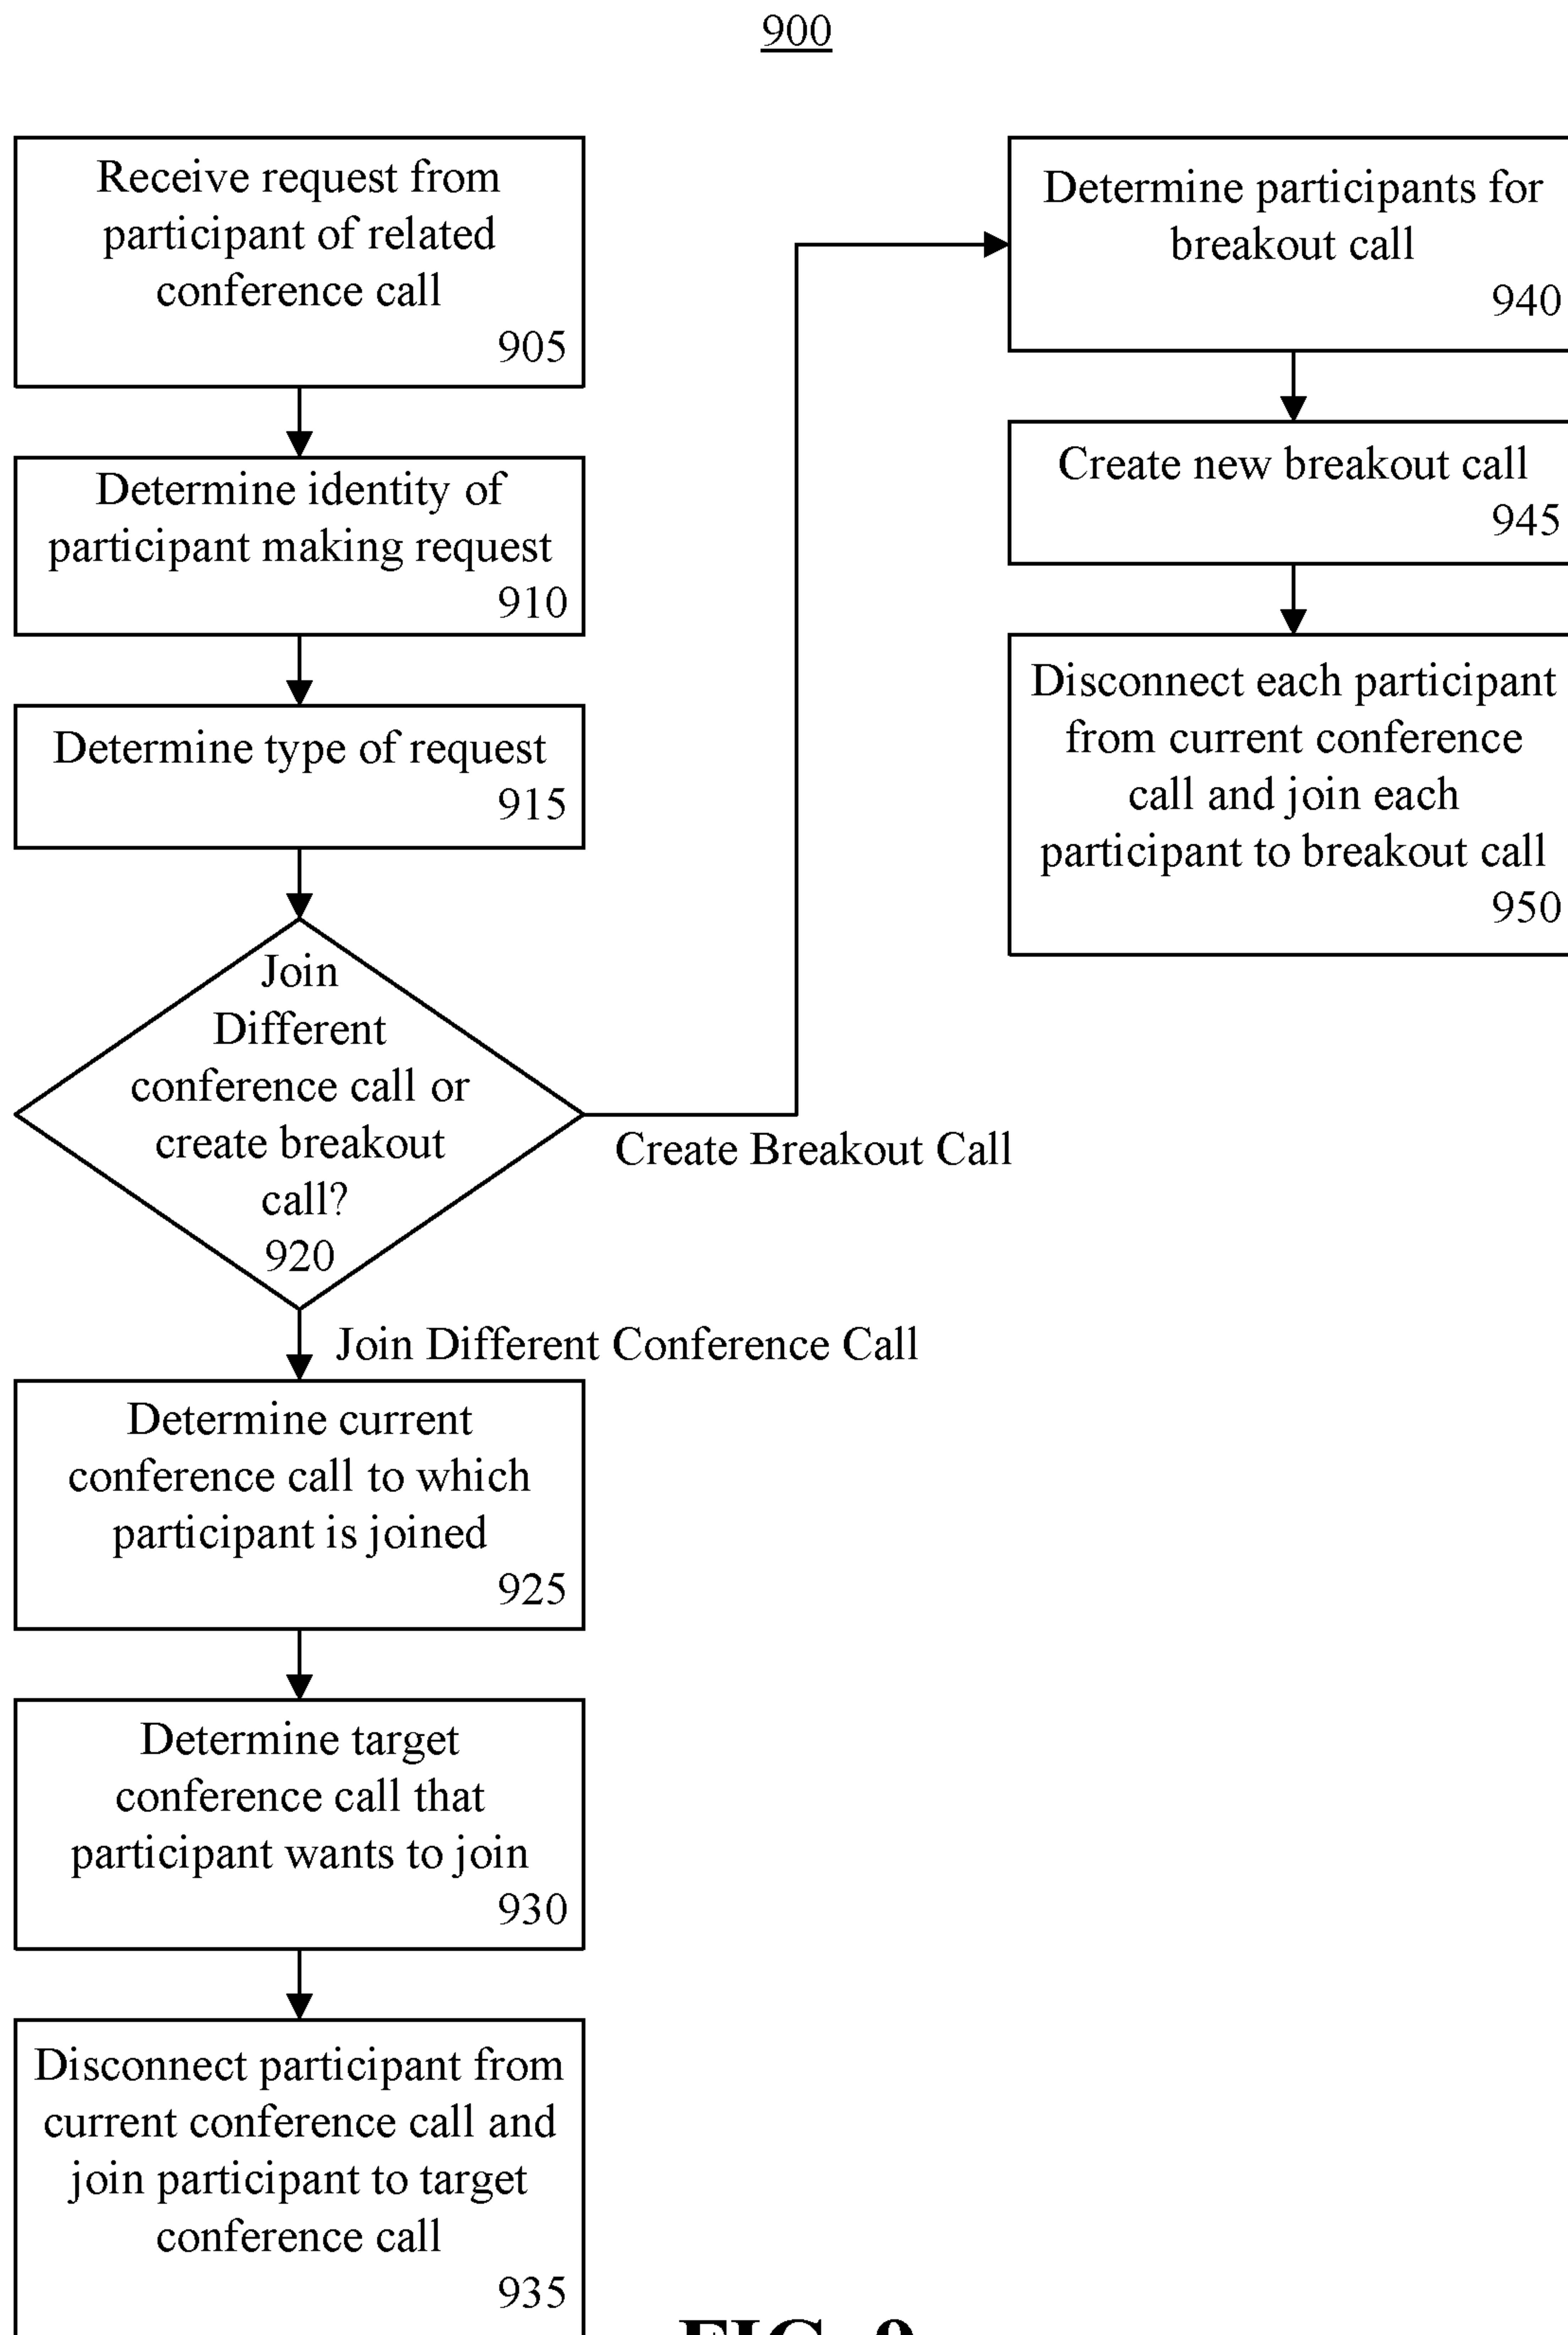 900
Receive request from
participant of related
conference call
905
Determine identity of
participant making request
910
Determine type of request
915
Join
Different
conference call or
create breakout
call?
920
Create Breakout Call
Join Different Conference Call
Determine current
conference call to which
participant is joined
925
Determine target
conference call that
participant wants to join
930
Disconnect participant from
current conference call and
join participant to target
conference call
935
Determine participants for
breakout call
940
Create new breakout call
945
Disconnect each participant
from current conference
call and join each
participant to breakout call
950